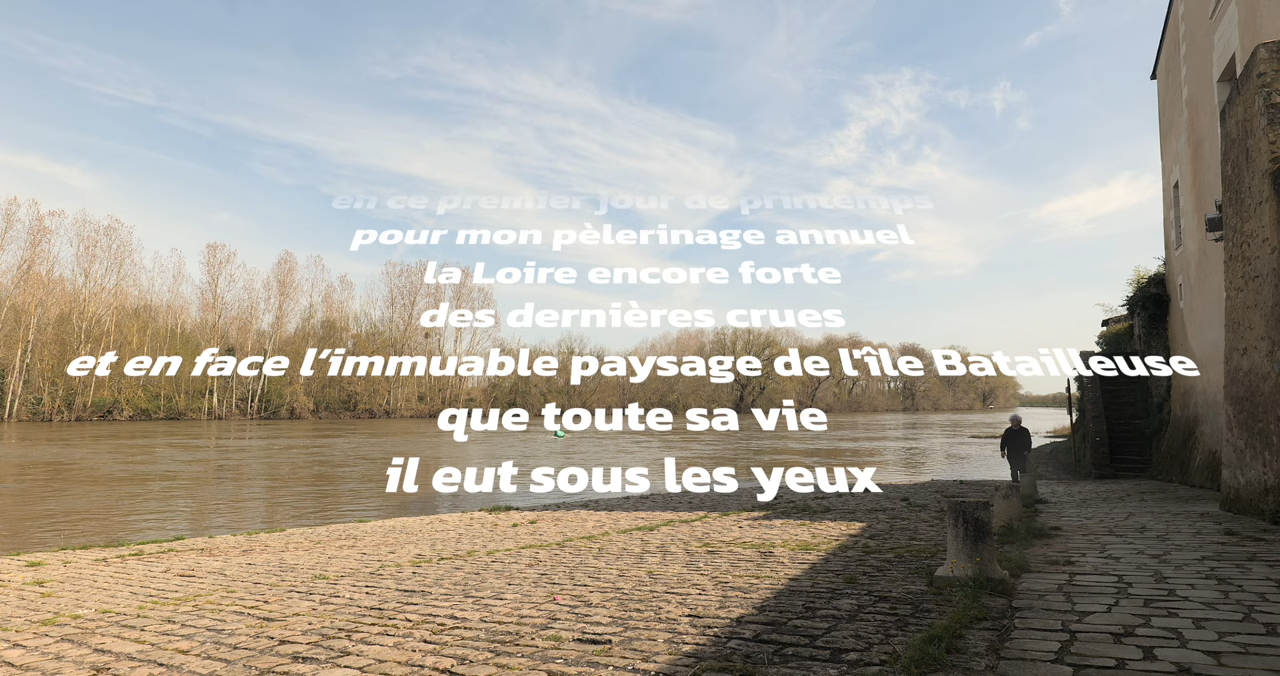 en ce premier jour de printemps
pour mon pèlerinage annuel
la Loire encore forte
des dernières crues
et en face l’immuable paysage de l'île Batailleuse
que toute sa vie
il eut sous les yeux